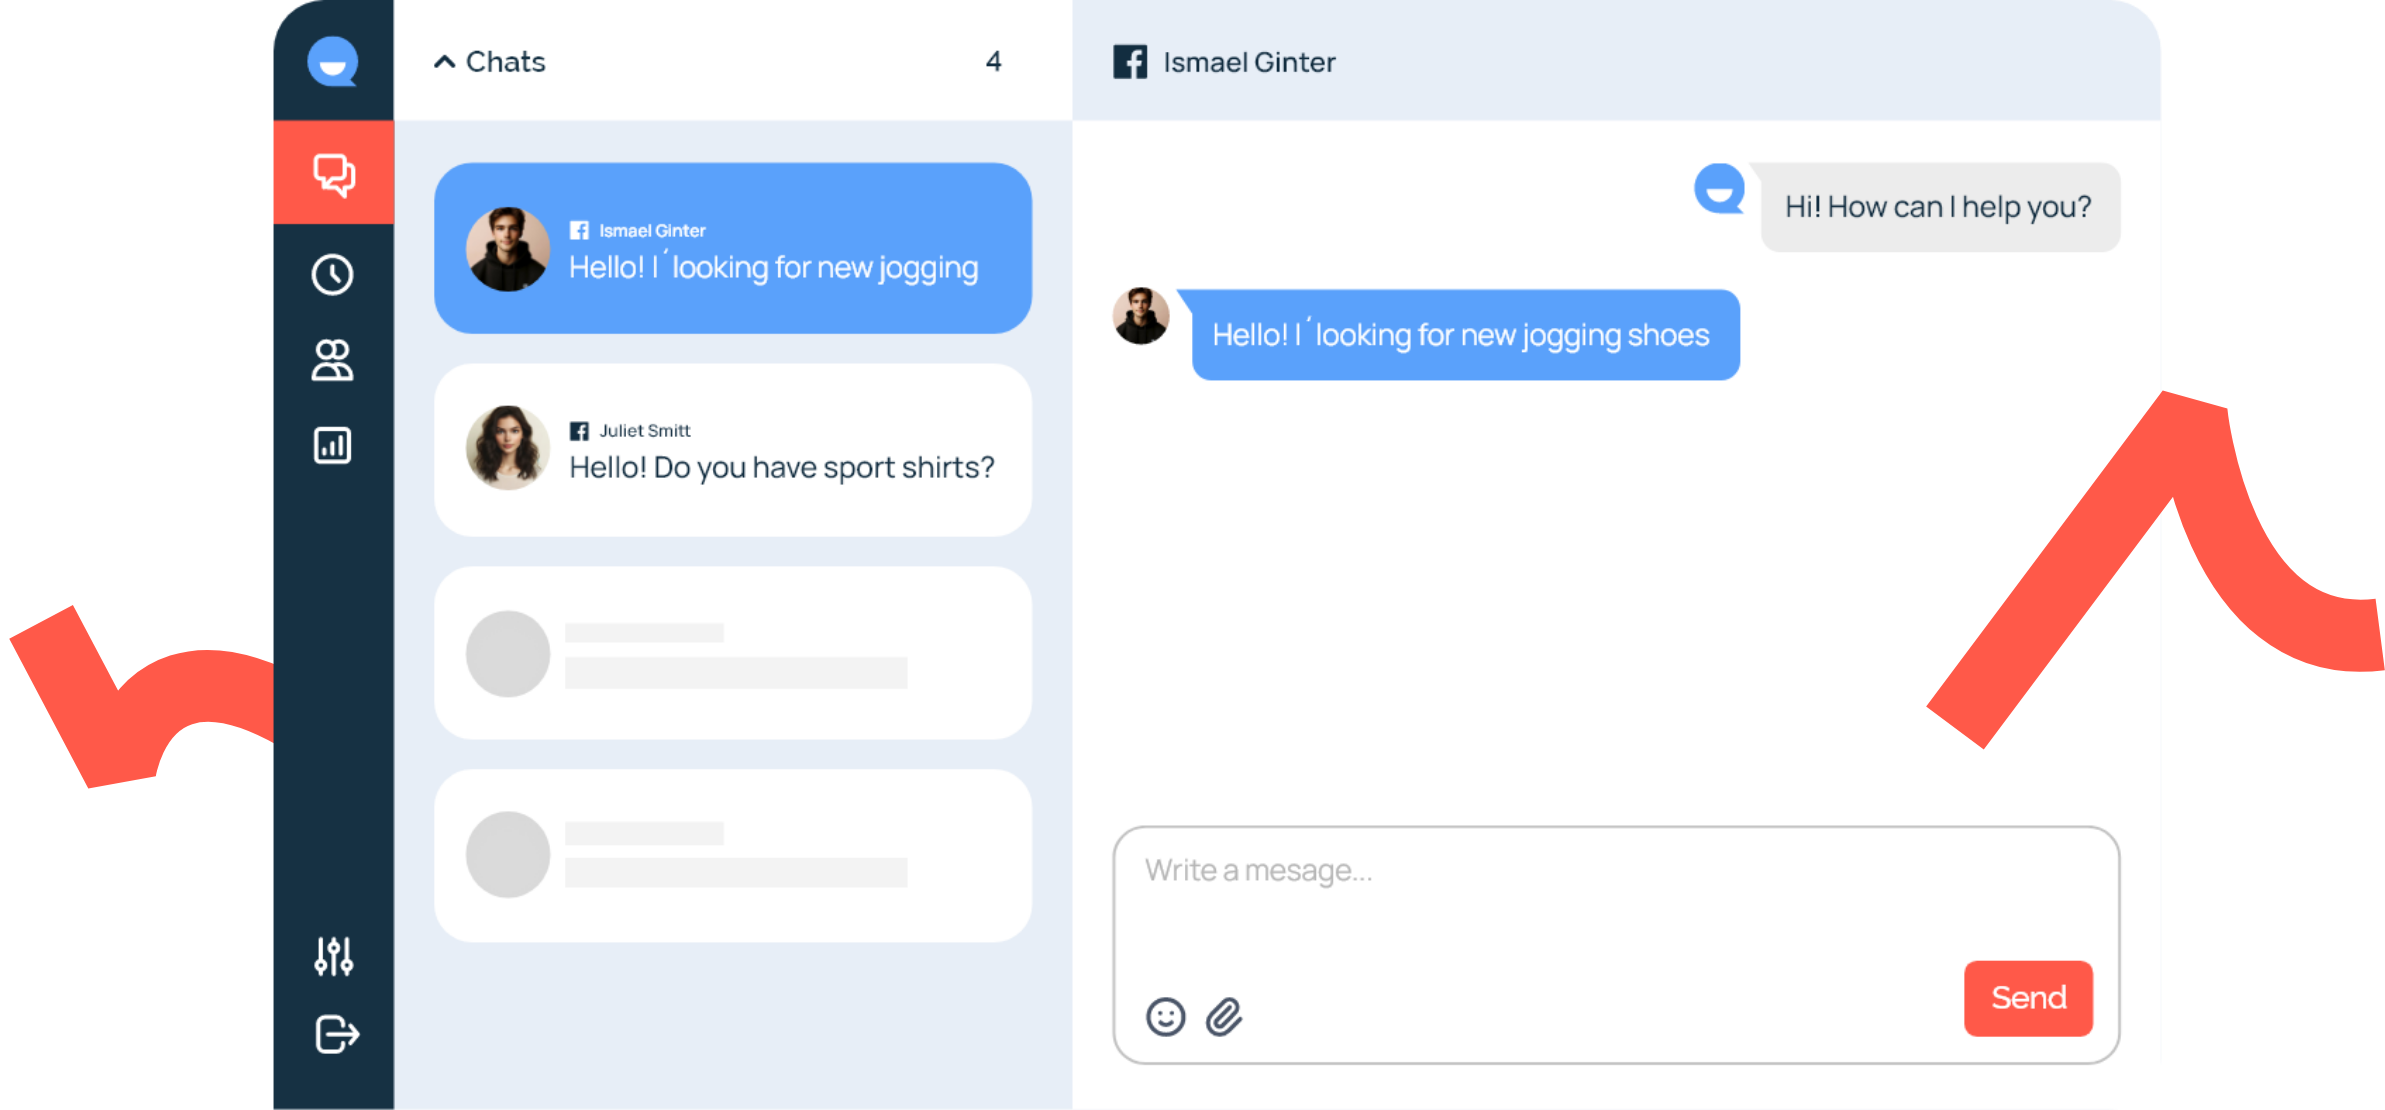 Chats
4
Ismael Ginter
Hello! I´looking for new jogging
Juliet Smitt
Hello! Do you have sport shirts?
Ismael Ginter
Hi! How can I help you?
Hello! I´looking for new jogging shoes
Write a mesage...
Send